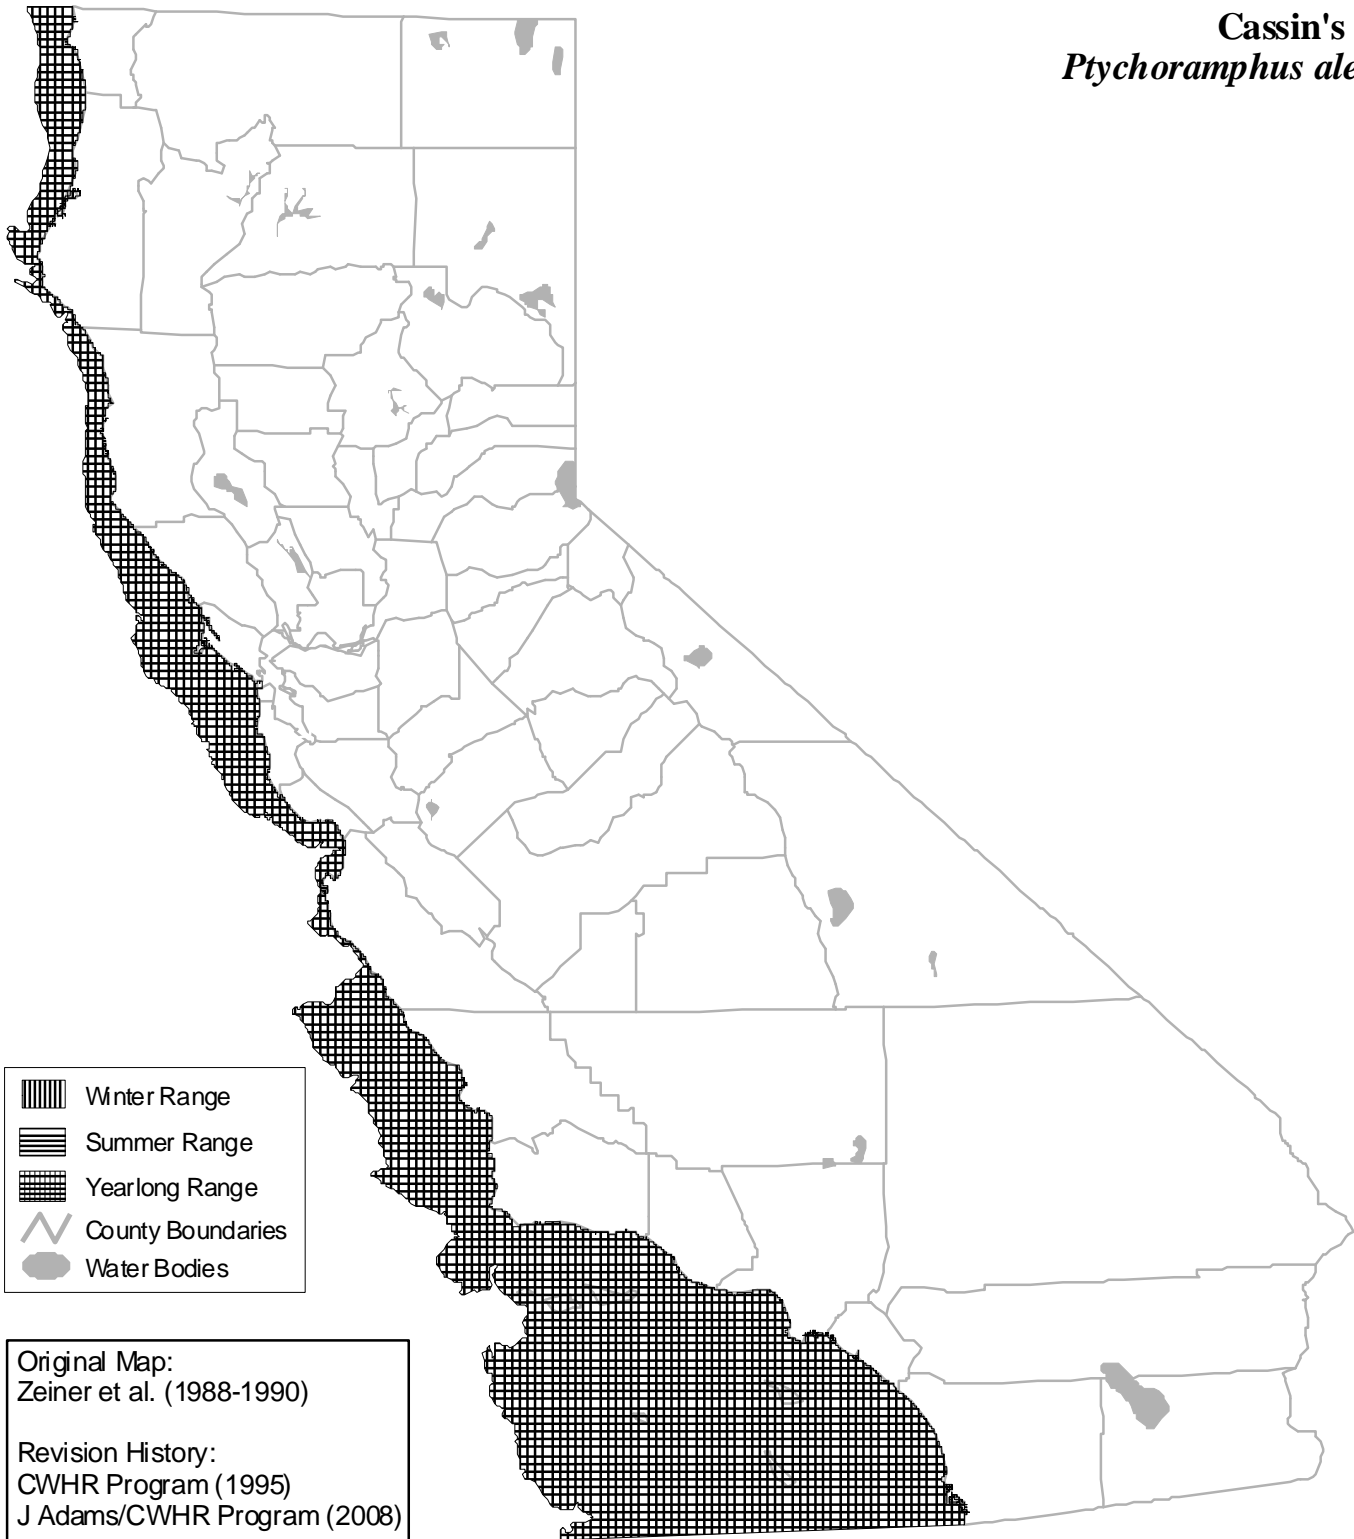 Cassin's
Ptychoramphus ale
Winter Range
Summer Range
Yearlong Range
County Boundaries
Water Bodies
Original Map:
Zeiner et al. (1988-1990)
Revision History:
CWHR Program (1995)
J Adams/CWHR Program (2008)